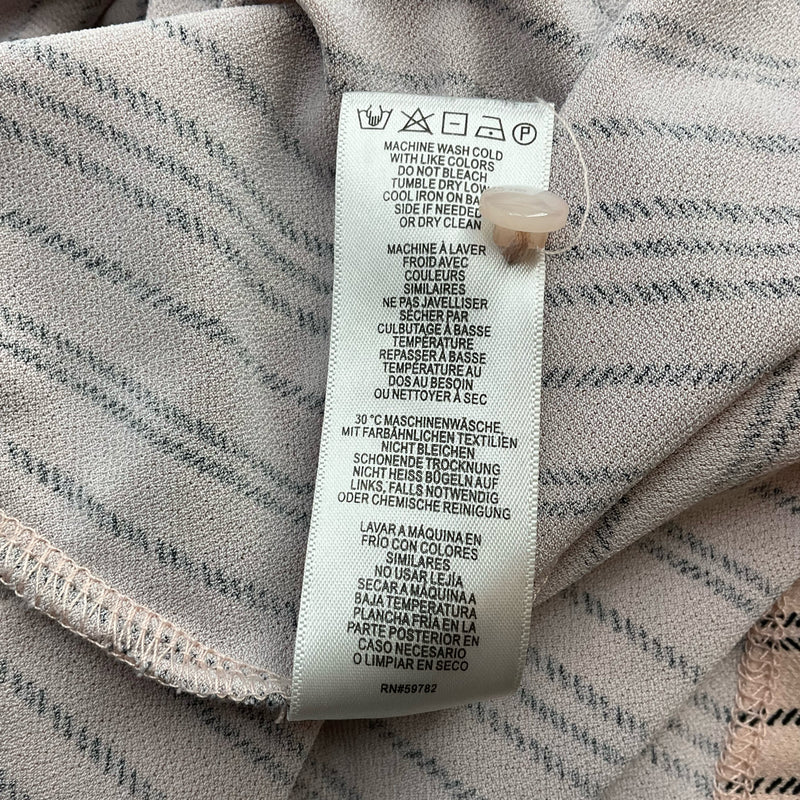 P
MACHINE WASH COLD
WITH LIKE COLORS
DO NOT BLEACH
TUMBLE DRY LOW
COOL IRON ON
SIDE IF NEEDED
OR DRY CLEAN
MACHINE À LAVER
FROID AVEC
COULEURS
SIMILAIRES
NE PAS JAVELLISER
SÉCHER PAR
CULBUTAGE À BASSE
TEMPÉRATURE
REPASSER À BASSE
TEMPÉRATURE AU
DOS AU BESOIN
OU NETTOYER À SEC
30 °C MASCHINENWÄSCHE,
MIT FARBÄHNLICHEN TEXTILIEN
NICHT BLEICHEN
SCHONENDE TROCKNUNG
NICHT HEISS BÜGELN AUF
LINKS, FALLS NOTWENDIG
ODER CHEMISCHE REINIGUNG
LAVAR A MÁQUINA EN
FRÍO CON COLORES
SIMILARES
NO USAR LEJÍA
SECAR A MÁQUINA A
BAJA TEMPERATURA
PLANCHA FRÍA EN LA
PARTE POSTERIOR EN
CASO NECESARIO
O LIMPIAR EN SECO
RN#59782